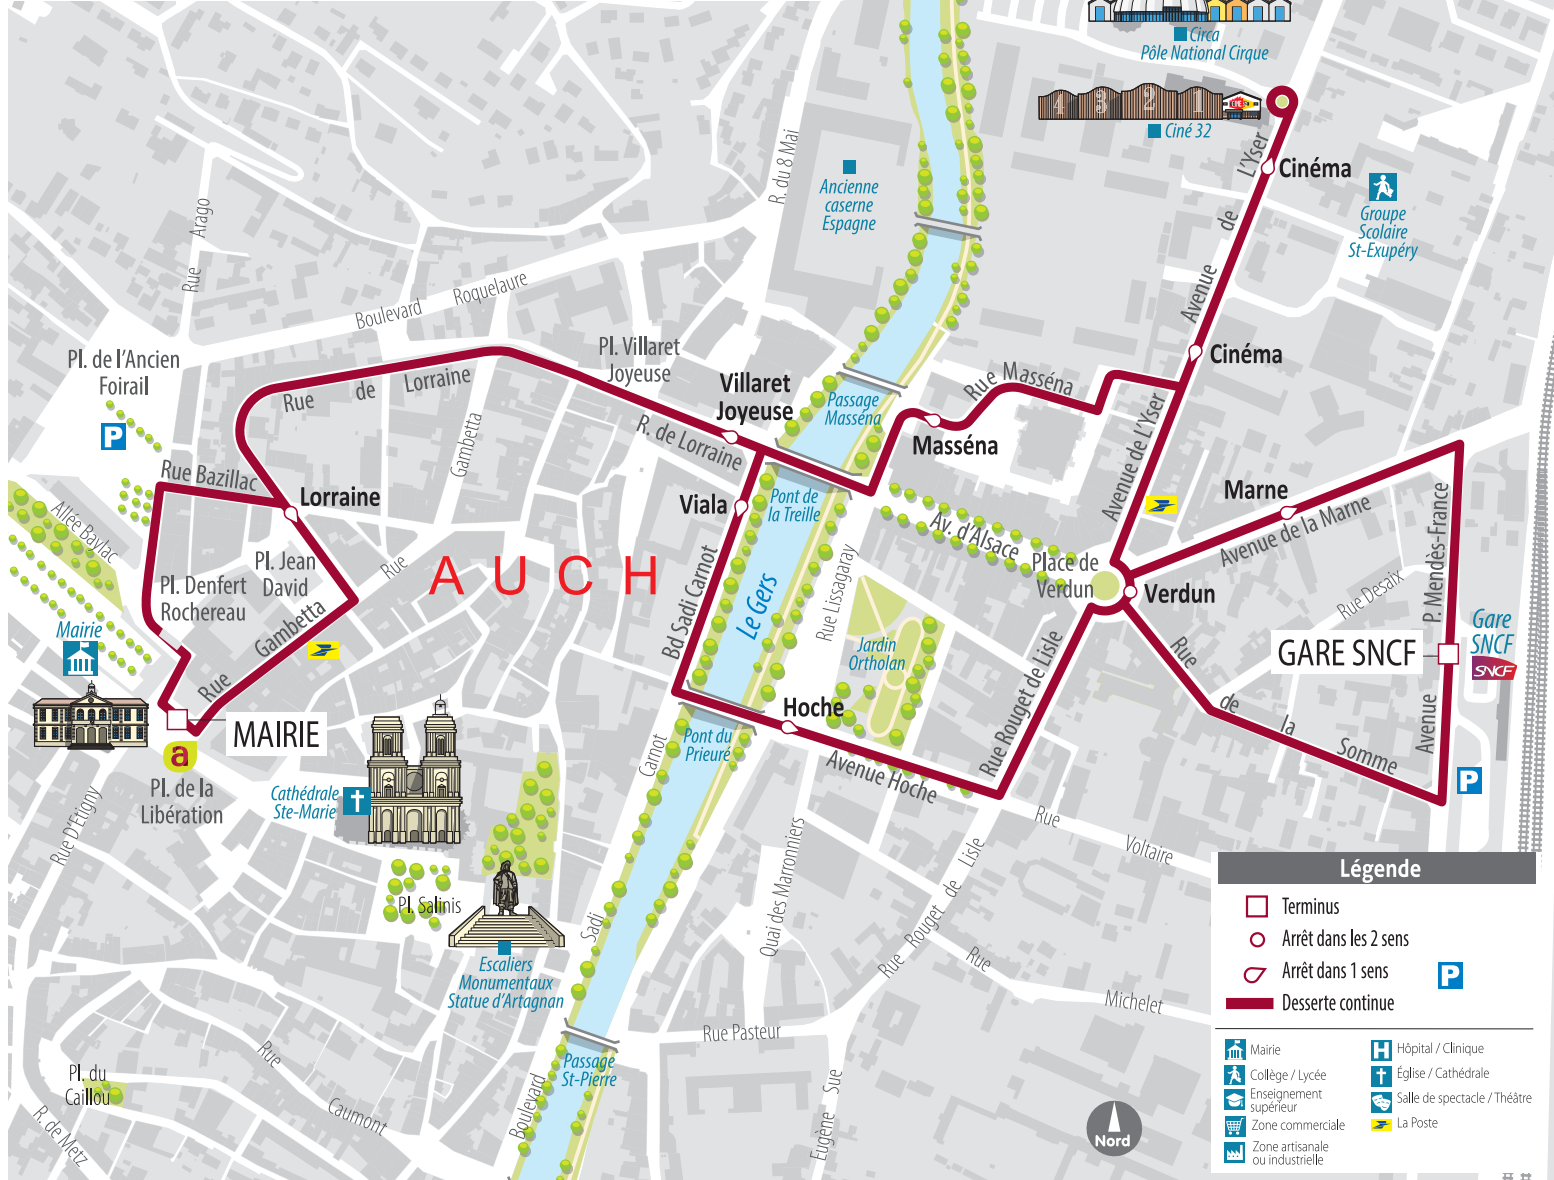 Circa
Pôle National Cirque
4 3 2 1
CINÉ
Ciné 32
L'Yser
Cinéma
Groupe
Scolaire
St-Exupéry
Ancienne
caserne
Espagne
R. du 8 Mai
Rue Arago
de
Avenue
Boulevard Roquelaure
Pl. de l'Ancien
Foirail
P
Pl. Villaret
Joyeuse
Cinéma
Rue de Lorraine
Villaret
Joyeuse
Passage
Masséna
Rue Masséna
Gambetta
R. de Lorraine
Masséna
Avenue de L'Yser
Rue Bazillac
Lorraine
Viala
Pont de
la Treille
Av. d'Alsace
Marne
Avenue de la Marne
P. Mendès-France
Allée Baylac
Pl. Jean
David
Rue
AUCH
Pl. Denfert
Rochereau
Bd Sadi Carnot
Le Gers
Rue Lissagaray
Place de
Verdun
Verdun
Rue Desaix
Mairie
Gambetta
Rue
Jardin
Ortholan
Rue Rouget de Lisle
Rue de la Somme
GARE SNCF
Gare
SNCF
SNCF
Avenue
MAIRIE
a
Pl. de la
Libération
Hoche
Pont du
Prieuré
Avenue Hoche
P
Carnot
Cathédrale
Ste-Marie
Rue D'Etigny
Rue Voltaire
Quai des Marronniers
Rue Rouget de Lisle
Pl. Salinis
Sadi
Escaliers
Monumentaux
Statue d'Artagnan
Rue Michelet
Rue Pasteur
Passage
St-Pierre
Boulevard
Eugène Sue
Pl. du
Caillou
Rue Caumont
R. de Metz
Nord
Légende
Terminus
Arrêt dans les 2 sens
Arrêt dans 1 sens
P
Desserte continue
Mairie
Collège / Lycée
Enseignement
supérieur
Zone commerciale
Zone artisanale
ou industrielle
H Hôpital / Clinique
Église / Cathédrale
Salle de spectacle / Théâtre
La Poste